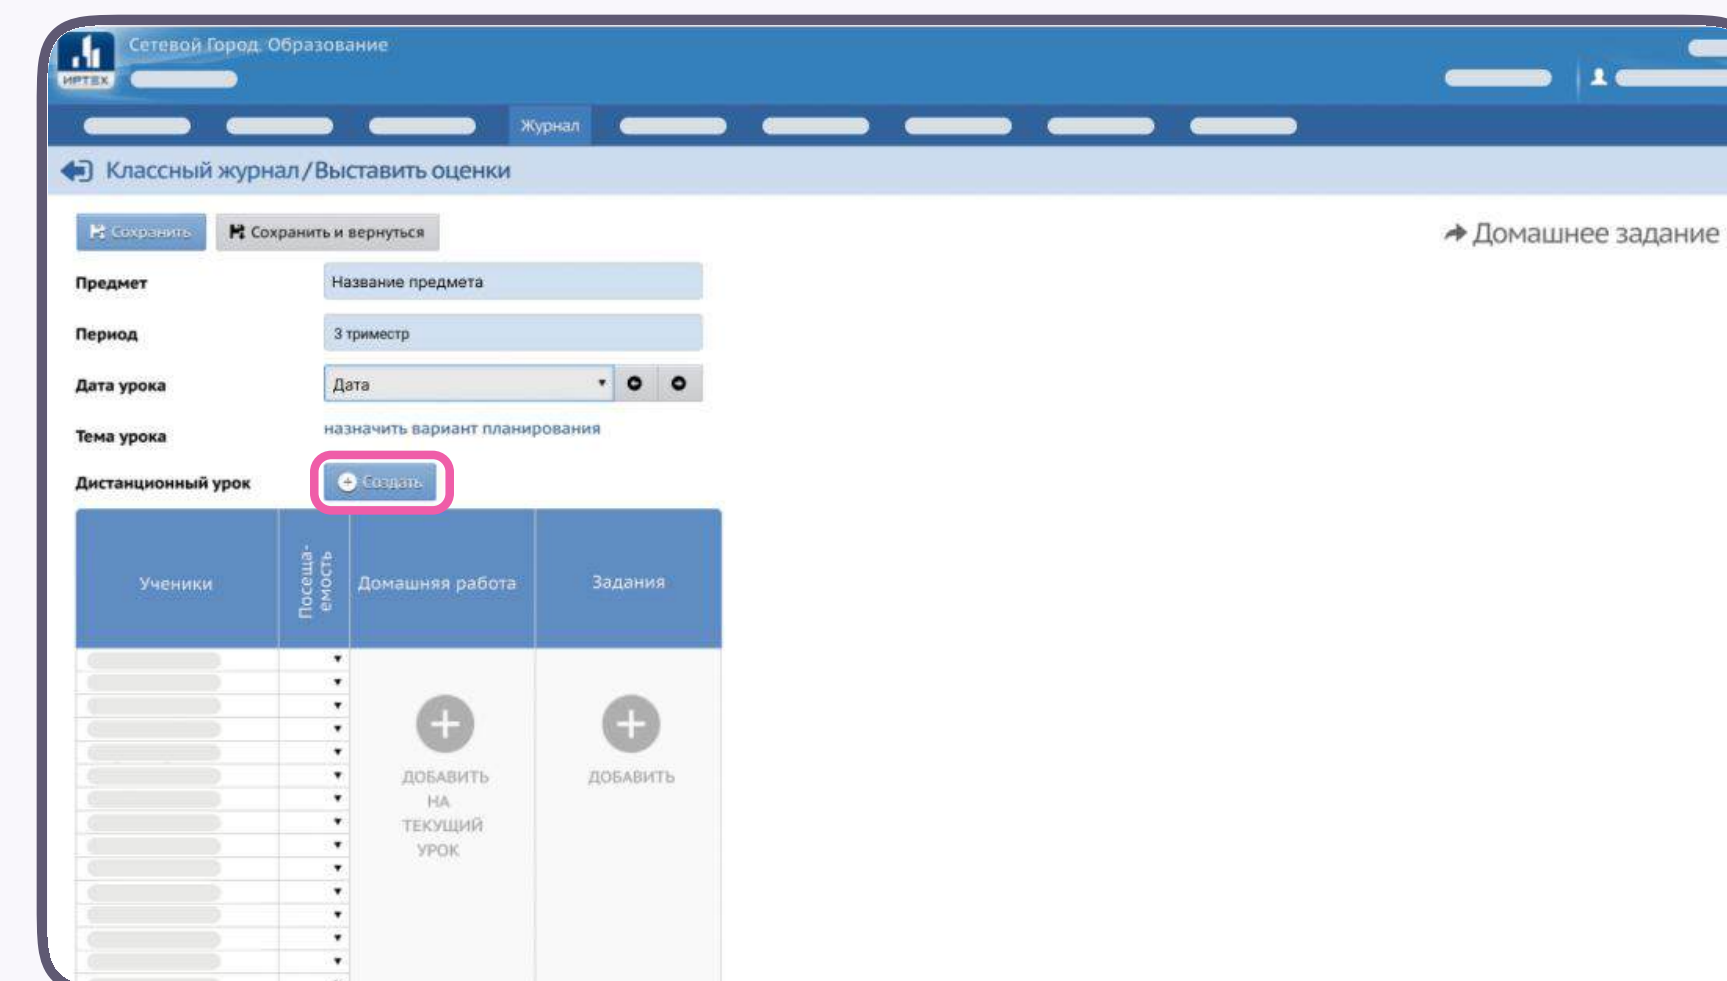 Сетевой Город. Образование
ИРТЕХ
Журнал
Классный журнал/Выставить оценки
Сохранить
Сохранить и вернуться
Домашнее задание
Предмет
Название предмета
Период
3 триместр
Дата урока
Дата
Тема урока
назначить вариант планирования
Дистанционный урок
Создать
Ученики
Посеща-
емость
Домашняя работа
Задания
ДОБАВИТЬ
НА
ТЕКУЩИЙ
УРОК
ДОБАВИТЬ